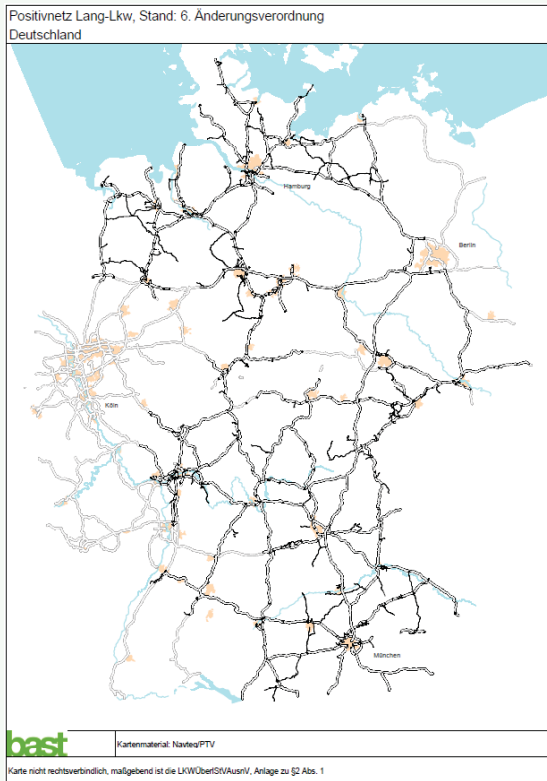 Positivnetz Lang-Lkw, Stand: 6. Änderungsverordnung
Deutschland
Hamburg
Berlin
Köln
München
bast
Kartenmaterial: Navteq/PTV
Karte nicht rechtsverbindlich, maßgebend ist die LKWÜberlStVAusnV, Anlage zu §2 Abs. 1